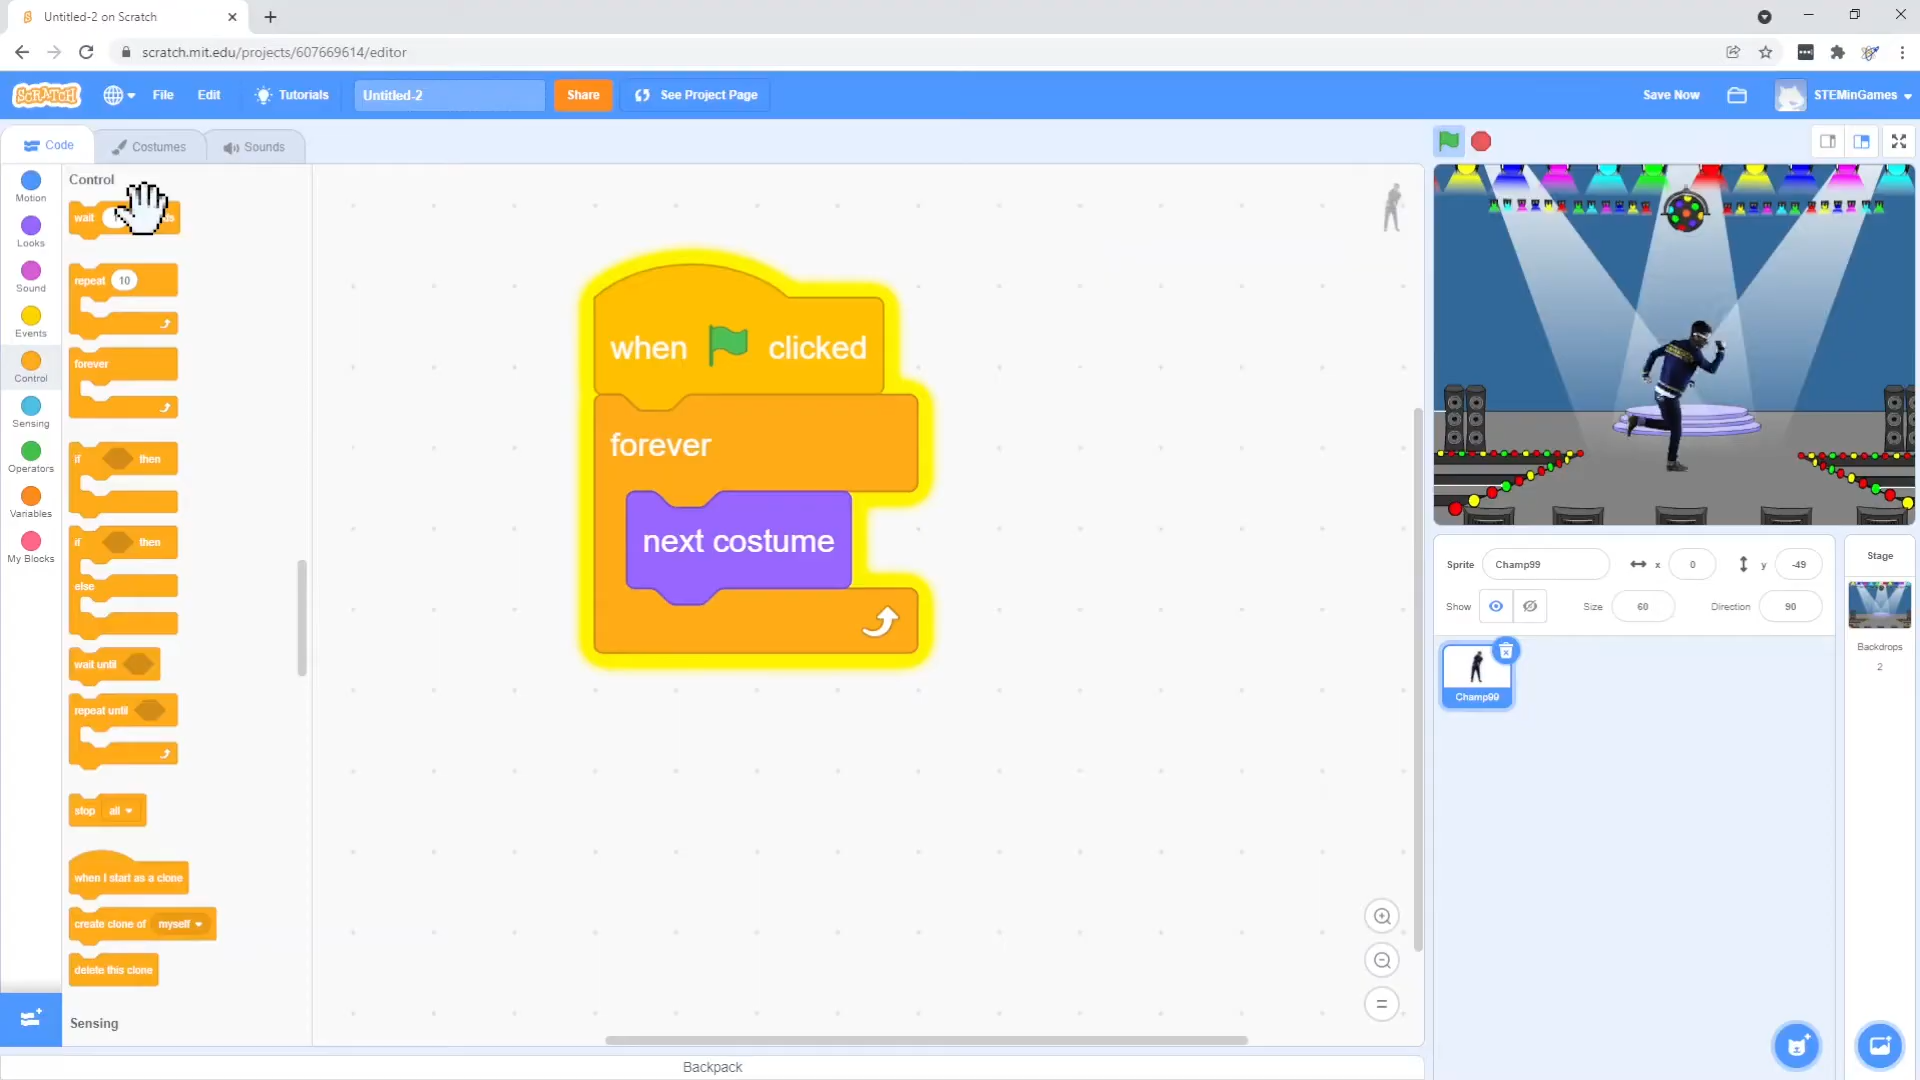 Untitled-2 on Scratch
scratch.mit.edu/projects/607669614/editor
SCRATCH File Edit Tutorials Untitled-2 Share See Project Page Save Now STEMinGames
Code Costumes Sounds
Motion
Looks
Sound
Events
Control
Sensing
Operators
Variables
My Blocks
Control
wait
repeat 10
forever
if then
if then
else
wait until
repeat until
stop all
when I start as a clone
create clone of myself
delete this clone
Sensing
when clicked
forever
next costume
Sprite Champ99 x 0 y -49
Show Size 60 Direction 90
Champ99
Stage
Backdrops
2
Backpack